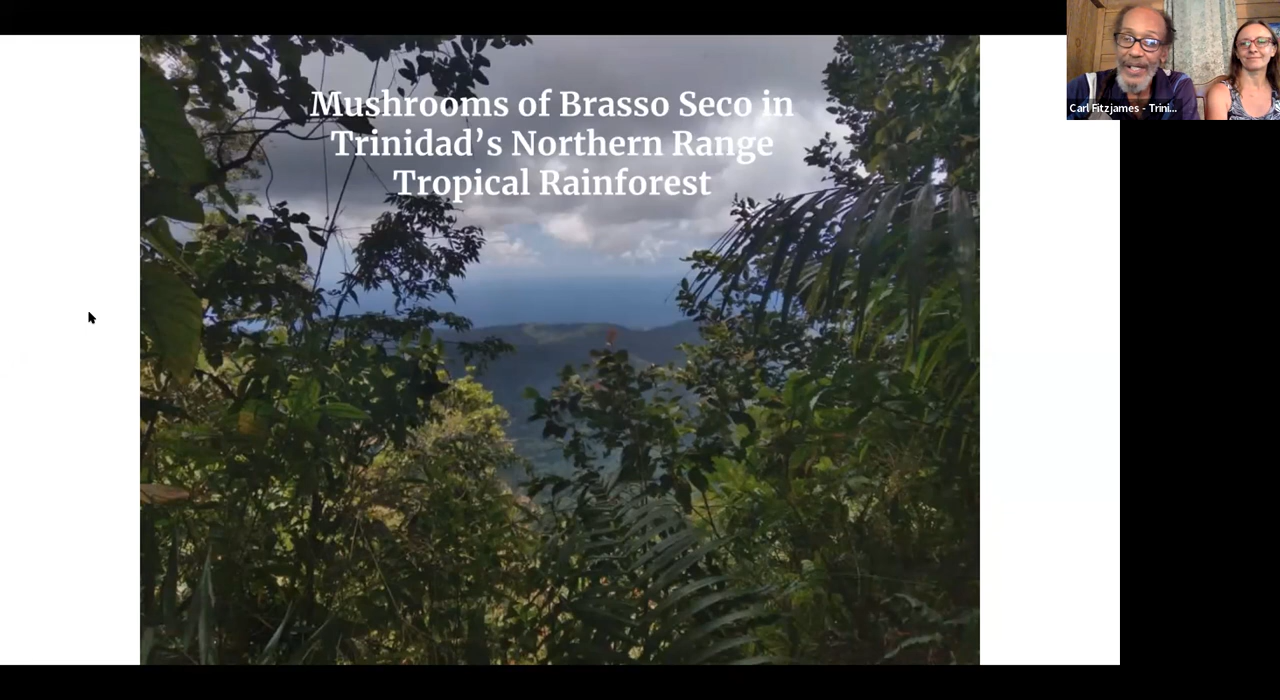 Mushrooms of Brasso Seco in
Trinidad’s Northern Range
Tropical Rainforest
Carl Fitzjames - Trini...